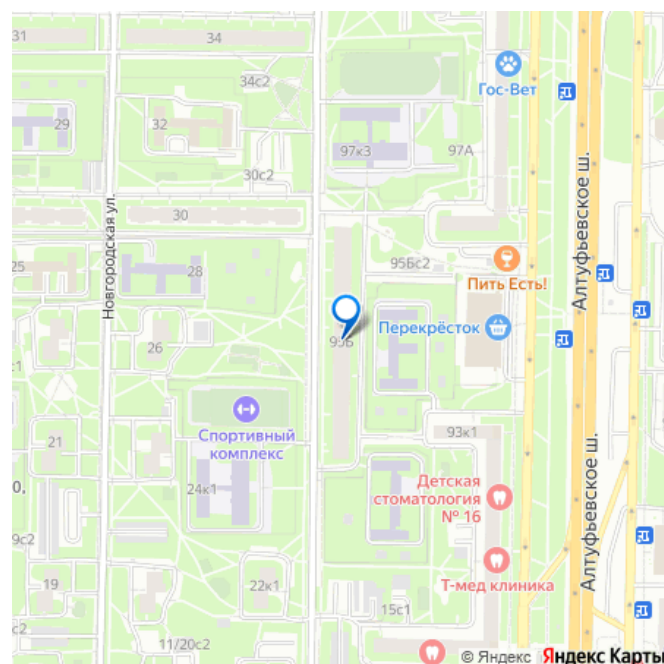 31
34
34с2
Гос-Вет
29
32
97к3
97А
30с2
Алтуфьевское ш.
Новгородская ул.
30
25
28
95Бс2
Пить Есть!
Перекрёсток
95Б
26
Спортивный
комплекс
21
93к1
Алтуфьевское ш.
24к1
Детская
стоматология
№ 16
Т-мед клиника
19
22к1
15с1
11/20с2
© Яндекс
Яндекс Карты